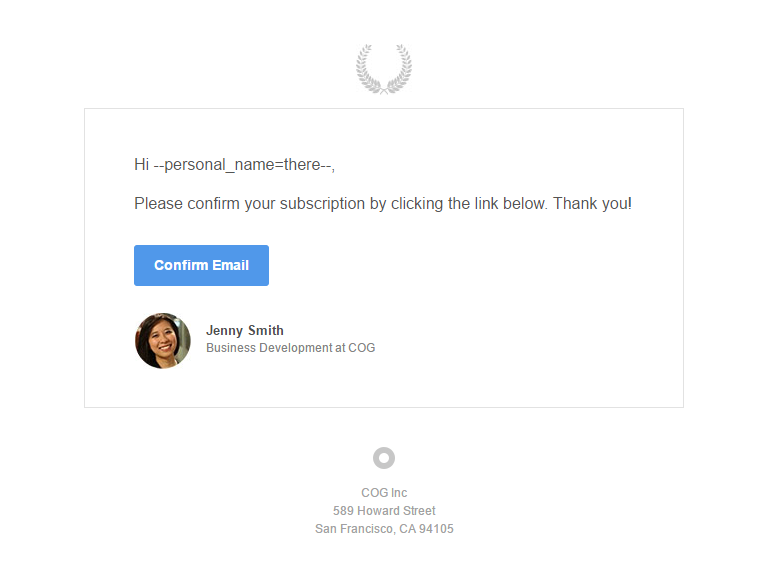 Hi --personal_name=there--,
Please confirm your subscription by clicking the link below. Thank you!
Confirm Email
Jenny Smith
Business Development at COG
COG Inc
589 Howard Street
San Francisco, CA 94105